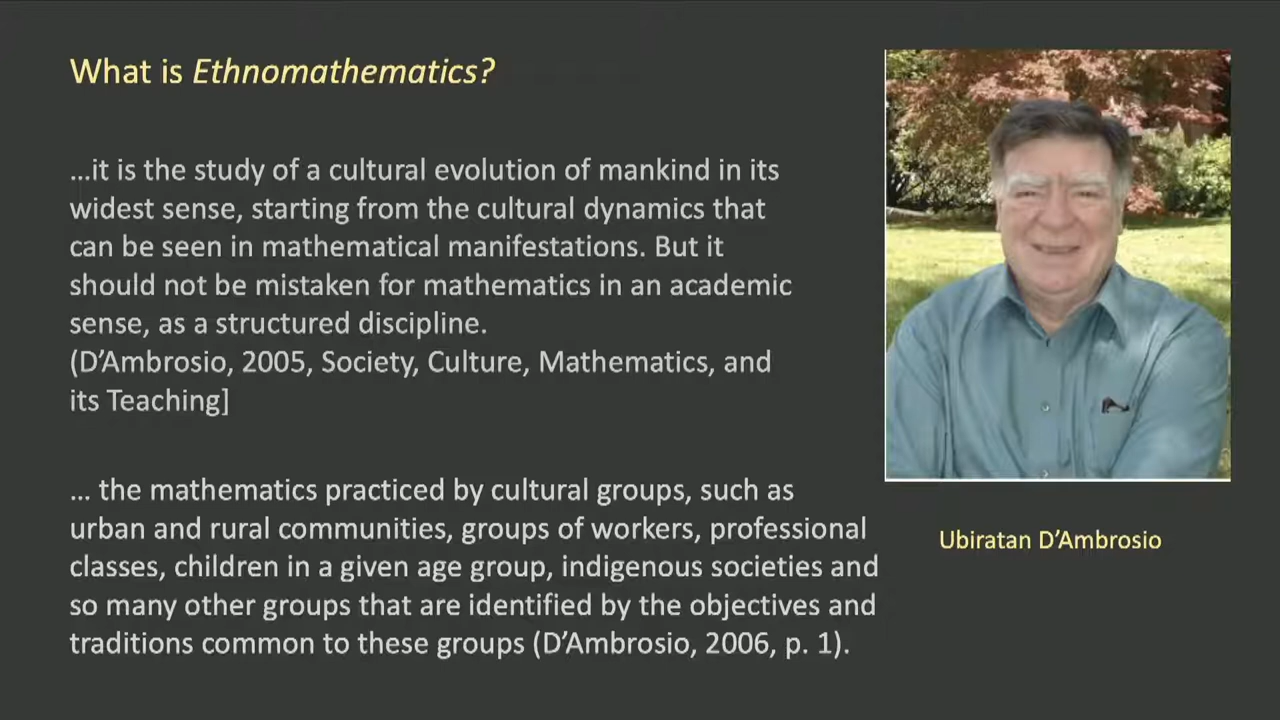 What is Ethnomathematics?
...it is the study of a cultural evolution of mankind in its
widest sense, starting from the cultural dynamics that
can be seen in mathematical manifestations. But it
should not be mistaken for mathematics in an academic
sense, as a structured discipline.
(D’Ambrosio, 2005, Society, Culture, Mathematics, and
its Teaching]
... the mathematics practiced by cultural groups, such as
urban and rural communities, groups of workers, professional
classes, children in a given age group, indigenous societies and
so many other groups that are identified by the objectives and
traditions common to these groups (D’Ambrosio, 2006, p. 1).
Ubiratan D’Ambrosio